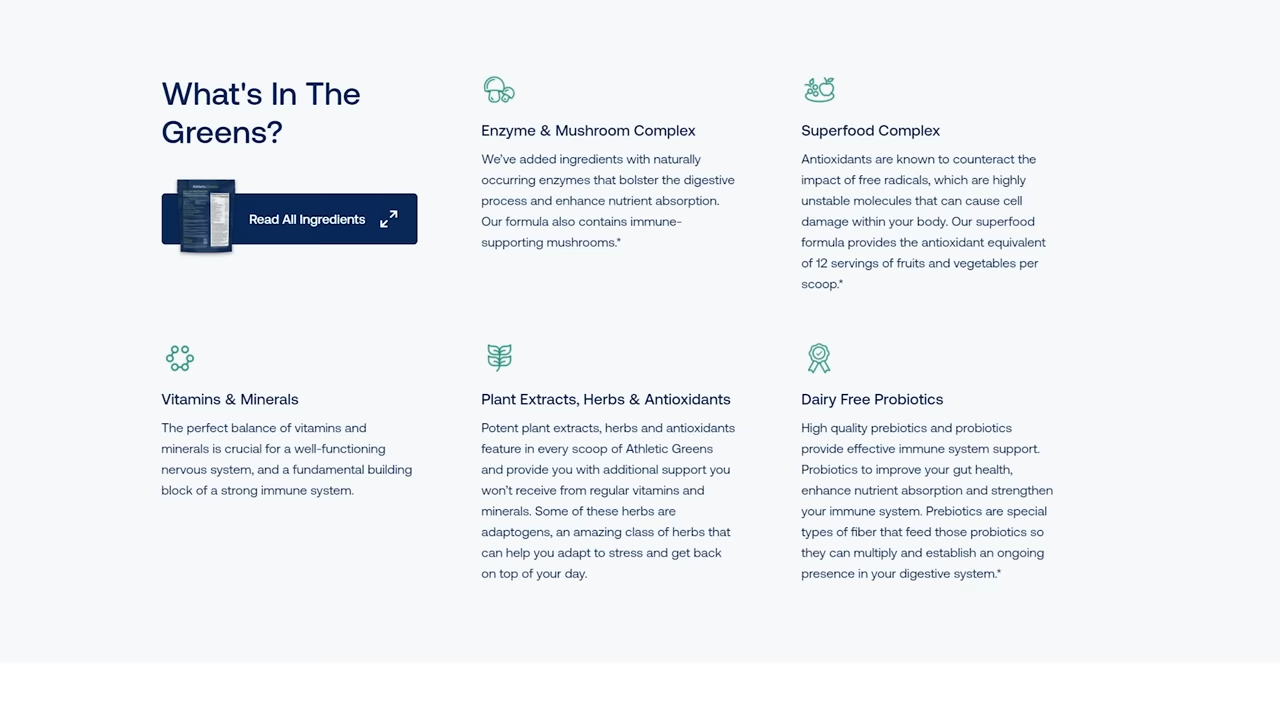 What's In The
Greens?
Read All Ingredients
Enzyme & Mushroom Complex
We’ve added ingredients with naturally
occurring enzymes that bolster the digestive
process and enhance nutrient absorption.
Our formula also contains immune-
supporting mushrooms.*
Superfood Complex
Antioxidants are known to counteract the
impact of free radicals, which are highly
unstable molecules that can cause cell
damage within your body. Our superfood
formula provides the antioxidant equivalent
of 12 servings of fruits and vegetables per
scoop.*
Vitamins & Minerals
The perfect balance of vitamins and
minerals is crucial for a well-functioning
nervous system, and a fundamental building
block of a strong immune system.
Plant Extracts, Herbs & Antioxidants
Potent plant extracts, herbs and antioxidants
feature in every scoop of Athletic Greens
and provide you with additional support you
won’t receive from regular vitamins and
minerals. Some of these herbs are
adaptogens, an amazing class of herbs that
can help you adapt to stress and get back
on top of your day.
Dairy Free Probiotics
High quality prebiotics and probiotics
provide effective immune system support.
Probiotics to improve your gut health,
enhance nutrient absorption and strengthen
your immune system. Prebiotics are special
types of fiber that feed those probiotics so
they can multiply and establish an ongoing
presence in your digestive system.*